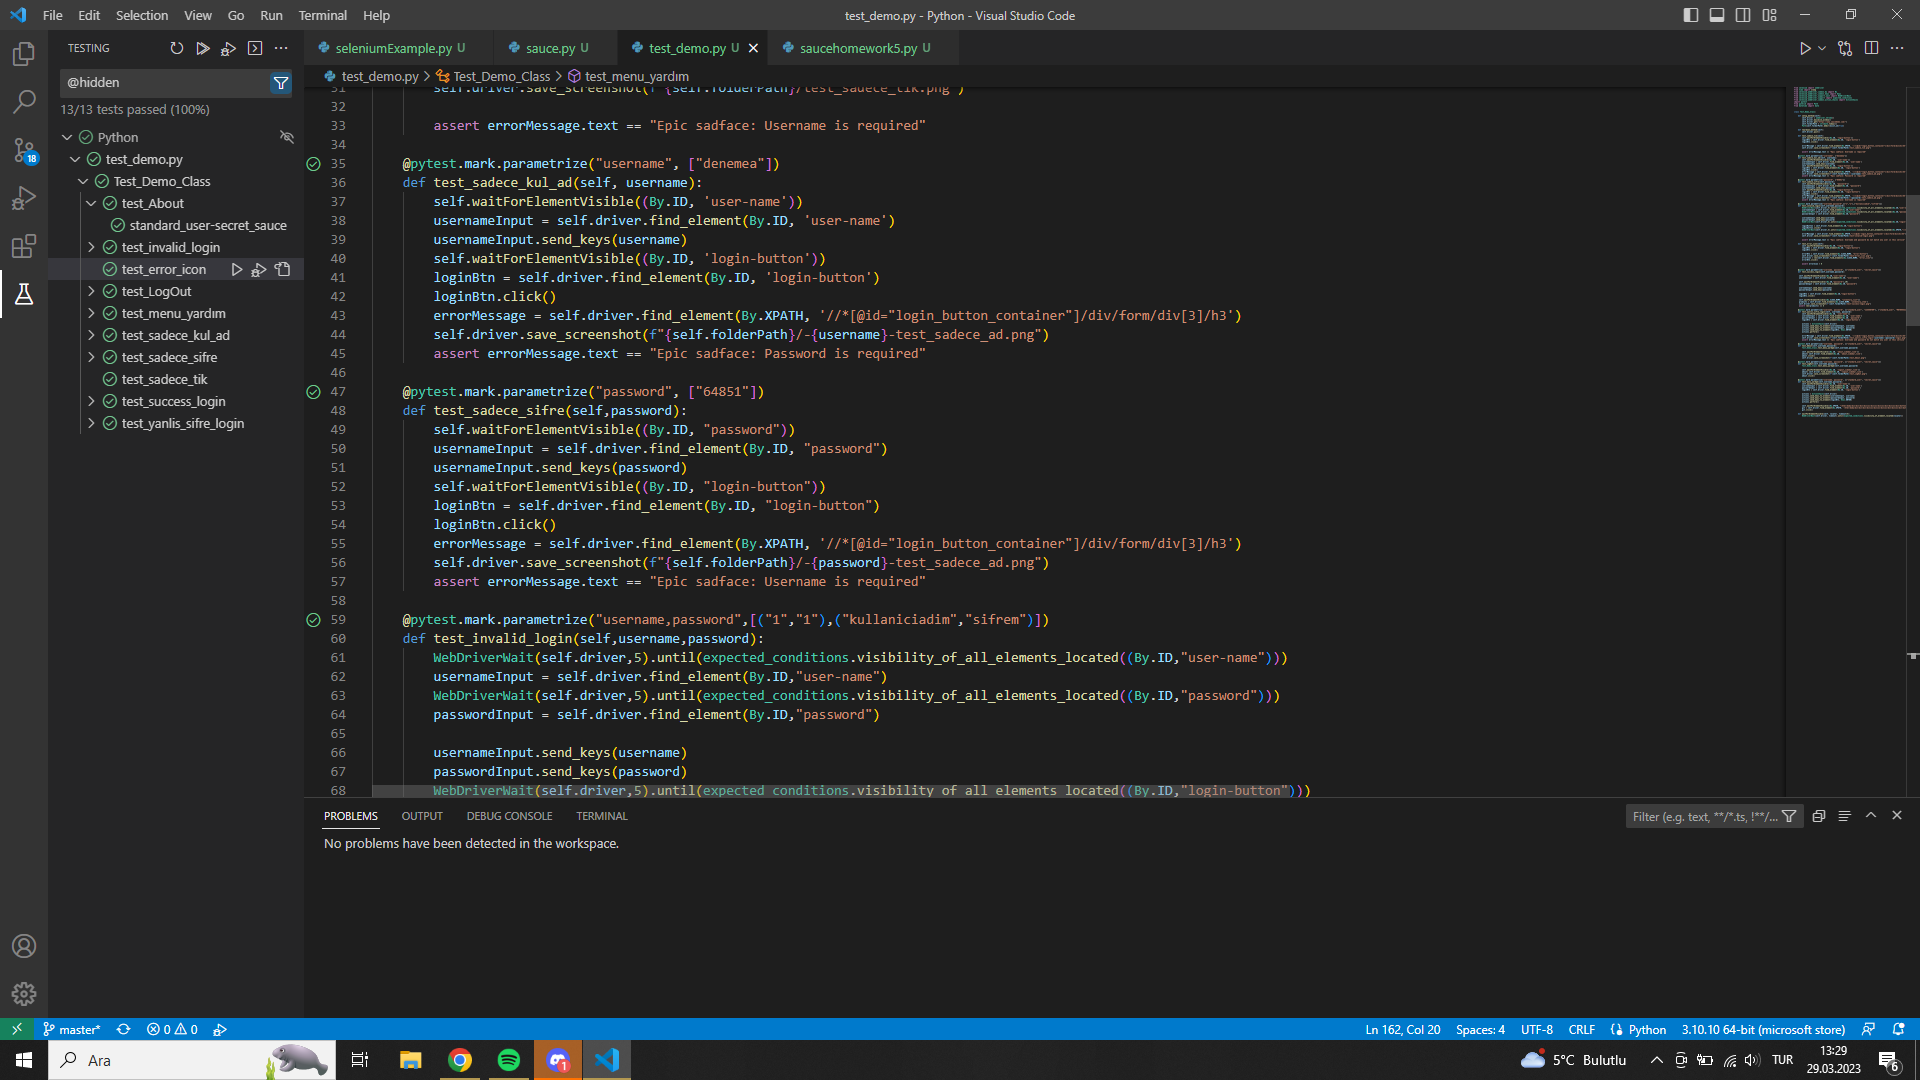 File Edit Selection View Go Run Terminal Help
test_demo.py - Python - Visual Studio Code
TESTING
seleniumExample.py U
sauce.py U
test_demo.py U
saucehomework5.py U
@hidden
test_demo.py > Test_Demo_Class > test_menu_yardım
13/13 tests passed (100%)
Python
test_demo.py
Test_Demo_Class
test_About
standard_user-secret_sauce
test_invalid_login
test_error_icon
test_LogOut
test_menu_yardım
test_sadece_kul_ad
test_sadece_sifre
test_sadece_tik
test_success_login
test_yanlis_sifre_login
18
31 self.driver.save_screenshot(f"{self.folderPath}/test_sadece_tik.png")
32
33 assert errorMessage.text == "Epic sadface: Username is required"
34
35 @pytest.mark.parametrize("username", ["denemea"])
36 def test_sadece_kul_ad(self, username):
37 self.waitForElementVisible((By.ID, 'user-name'))
38 usernameInput = self.driver.find_element(By.ID, 'user-name')
39 usernameInput.send_keys(username)
40 self.waitForElementVisible((By.ID, 'login-button'))
41 loginBtn = self.driver.find_element(By.ID, 'login-button')
42 loginBtn.click()
43 errorMessage = self.driver.find_element(By.XPATH, '//*[@id="login_button_container"]/div/form/div[3]/h3')
44 self.driver.save_screenshot(f"{self.folderPath}/-{username}-test_sadece_ad.png")
45 assert errorMessage.text == "Epic sadface: Password is required"
46
47 @pytest.mark.parametrize("password", ["64851"])
48 def test_sadece_sifre(self,password):
49 self.waitForElementVisible((By.ID, "password"))
50 usernameInput = self.driver.find_element(By.ID, "password")
51 usernameInput.send_keys(password)
52 self.waitForElementVisible((By.ID, "login-button"))
53 loginBtn = self.driver.find_element(By.ID, "login-button")
54 loginBtn.click()
55 errorMessage = self.driver.find_element(By.XPATH, '//*[@id="login_button_container"]/div/form/div[3]/h3')
56 self.driver.save_screenshot(f"{self.folderPath}/-{password}-test_sadece_ad.png")
57 assert errorMessage.text == "Epic sadface: Username is required"
58
59 @pytest.mark.parametrize("username,password",[("1","1"),("kullaniciadim","sifrem")])
60 def test_invalid_login(self,username,password):
61 WebDriverWait(self.driver,5).until(expected_conditions.visibility_of_all_elements_located((By.ID,"user-name")))
62 usernameInput = self.driver.find_element(By.ID,"user-name")
63 WebDriverWait(self.driver,5).until(expected_conditions.visibility_of_all_elements_located((By.ID,"password")))
64 passwordInput = self.driver.find_element(By.ID,"password")
65
66 usernameInput.send_keys(username)
67 passwordInput.send_keys(password)
68 WebDriverWait(self.driver,5).until(expected_conditions.visibility_of_all_elements_located((By.ID,"login-button")))
PROBLEMS OUTPUT DEBUG CONSOLE TERMINAL
Filter (e.g. text, **/*.ts, !**/...
No problems have been detected in the workspace.
master* 0 0
Ln 162, Col 20 Spaces: 4 UTF-8 CRLF Python 3.10.10 64-bit (microsoft store)
Ara
1
5°C Bulutlu
TUR
13:29
29.03.2023
6